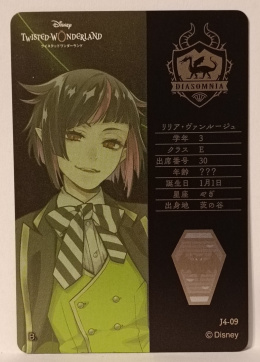 Disney
TWISTED WONDERLAND
ツイステッドワンダーランド
DIASOMNIA
リリア・ヴァンルージュ
学年 3
クラス E
出席番号 30
年齢 ???
誕生日 1月1日
星座 やぎ
出身地 茨の谷
J4-09
©Disney